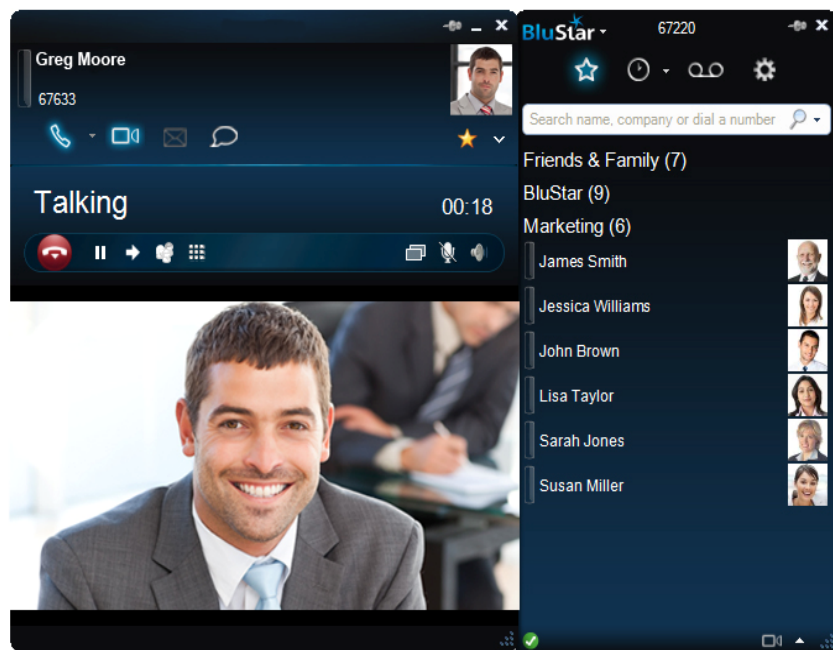 Greg Moore
67633
Talking
00:18
BluStar
67220
Search name, company or dial a number
Friends & Family (7)
BluStar (9)
Marketing (6)
James Smith
Jessica Williams
John Brown
Lisa Taylor
Sarah Jones
Susan Miller